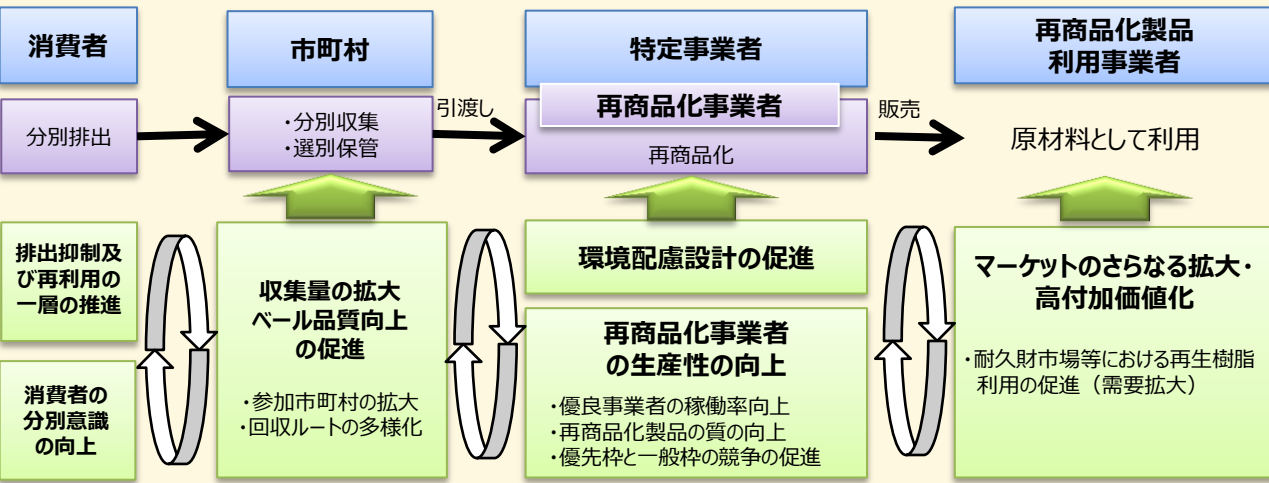 消費者
市町村
特定事業者
再商品化製品
利用事業者
分別排出
・分別収集
・選別保管
引渡し
再商品化事業者
再商品化
販売
原材料として利用
排出抑制及
び再利用の
一層の推進
消費者の
分別意識
の向上
収集量の拡大
ベール品質向上
の促進
・参加市町村の拡大
・回収ルートの多様化
環境配慮設計の促進
再商品化事業者
の生産性の向上
・優良事業者の稼働率向上
・再商品化製品の質の向上
・優先枠と一般枠の競争の促進
マーケットのさらなる拡大・
高付加価値化
・耐久財市場等における再生樹脂
利用の促進（需要拡大）